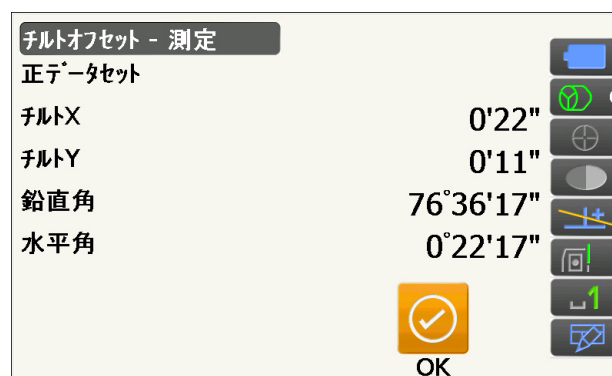 チルトオフセット - 測定
正データセット
チルトX 0'22"
チルトY 0'11"
鉛直角 76°36'17"
水平角 0°22'17"
OK
1